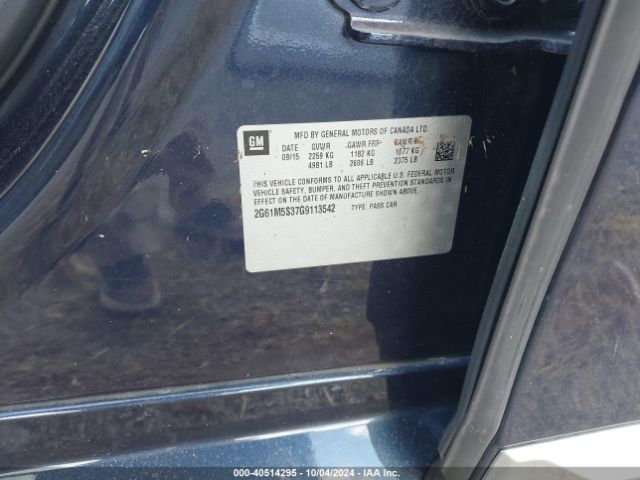 GM
MFD BY GENERAL MOTORS OF CANADA LTD.
DATE GVWR GAWR FRT GAWR RR
09/15 2259 KG 1182 KG 1077 KG
4981 LB 2606 LB 2375 LB
THIS VEHICLE CONFORMS TO ALL APPLICABLE U.S. FEDERAL MOTOR
VEHICLE SAFETY, BUMPER, AND THEFT PREVENTION STANDARDS
IN EFFECT ON THE DATE OF MANUFACTURE SHOWN ABOVE.
2G61M5S37G9113542 TYPE: PASS CAR
000-40514295 - 10/04/2024 - IAA Inc.